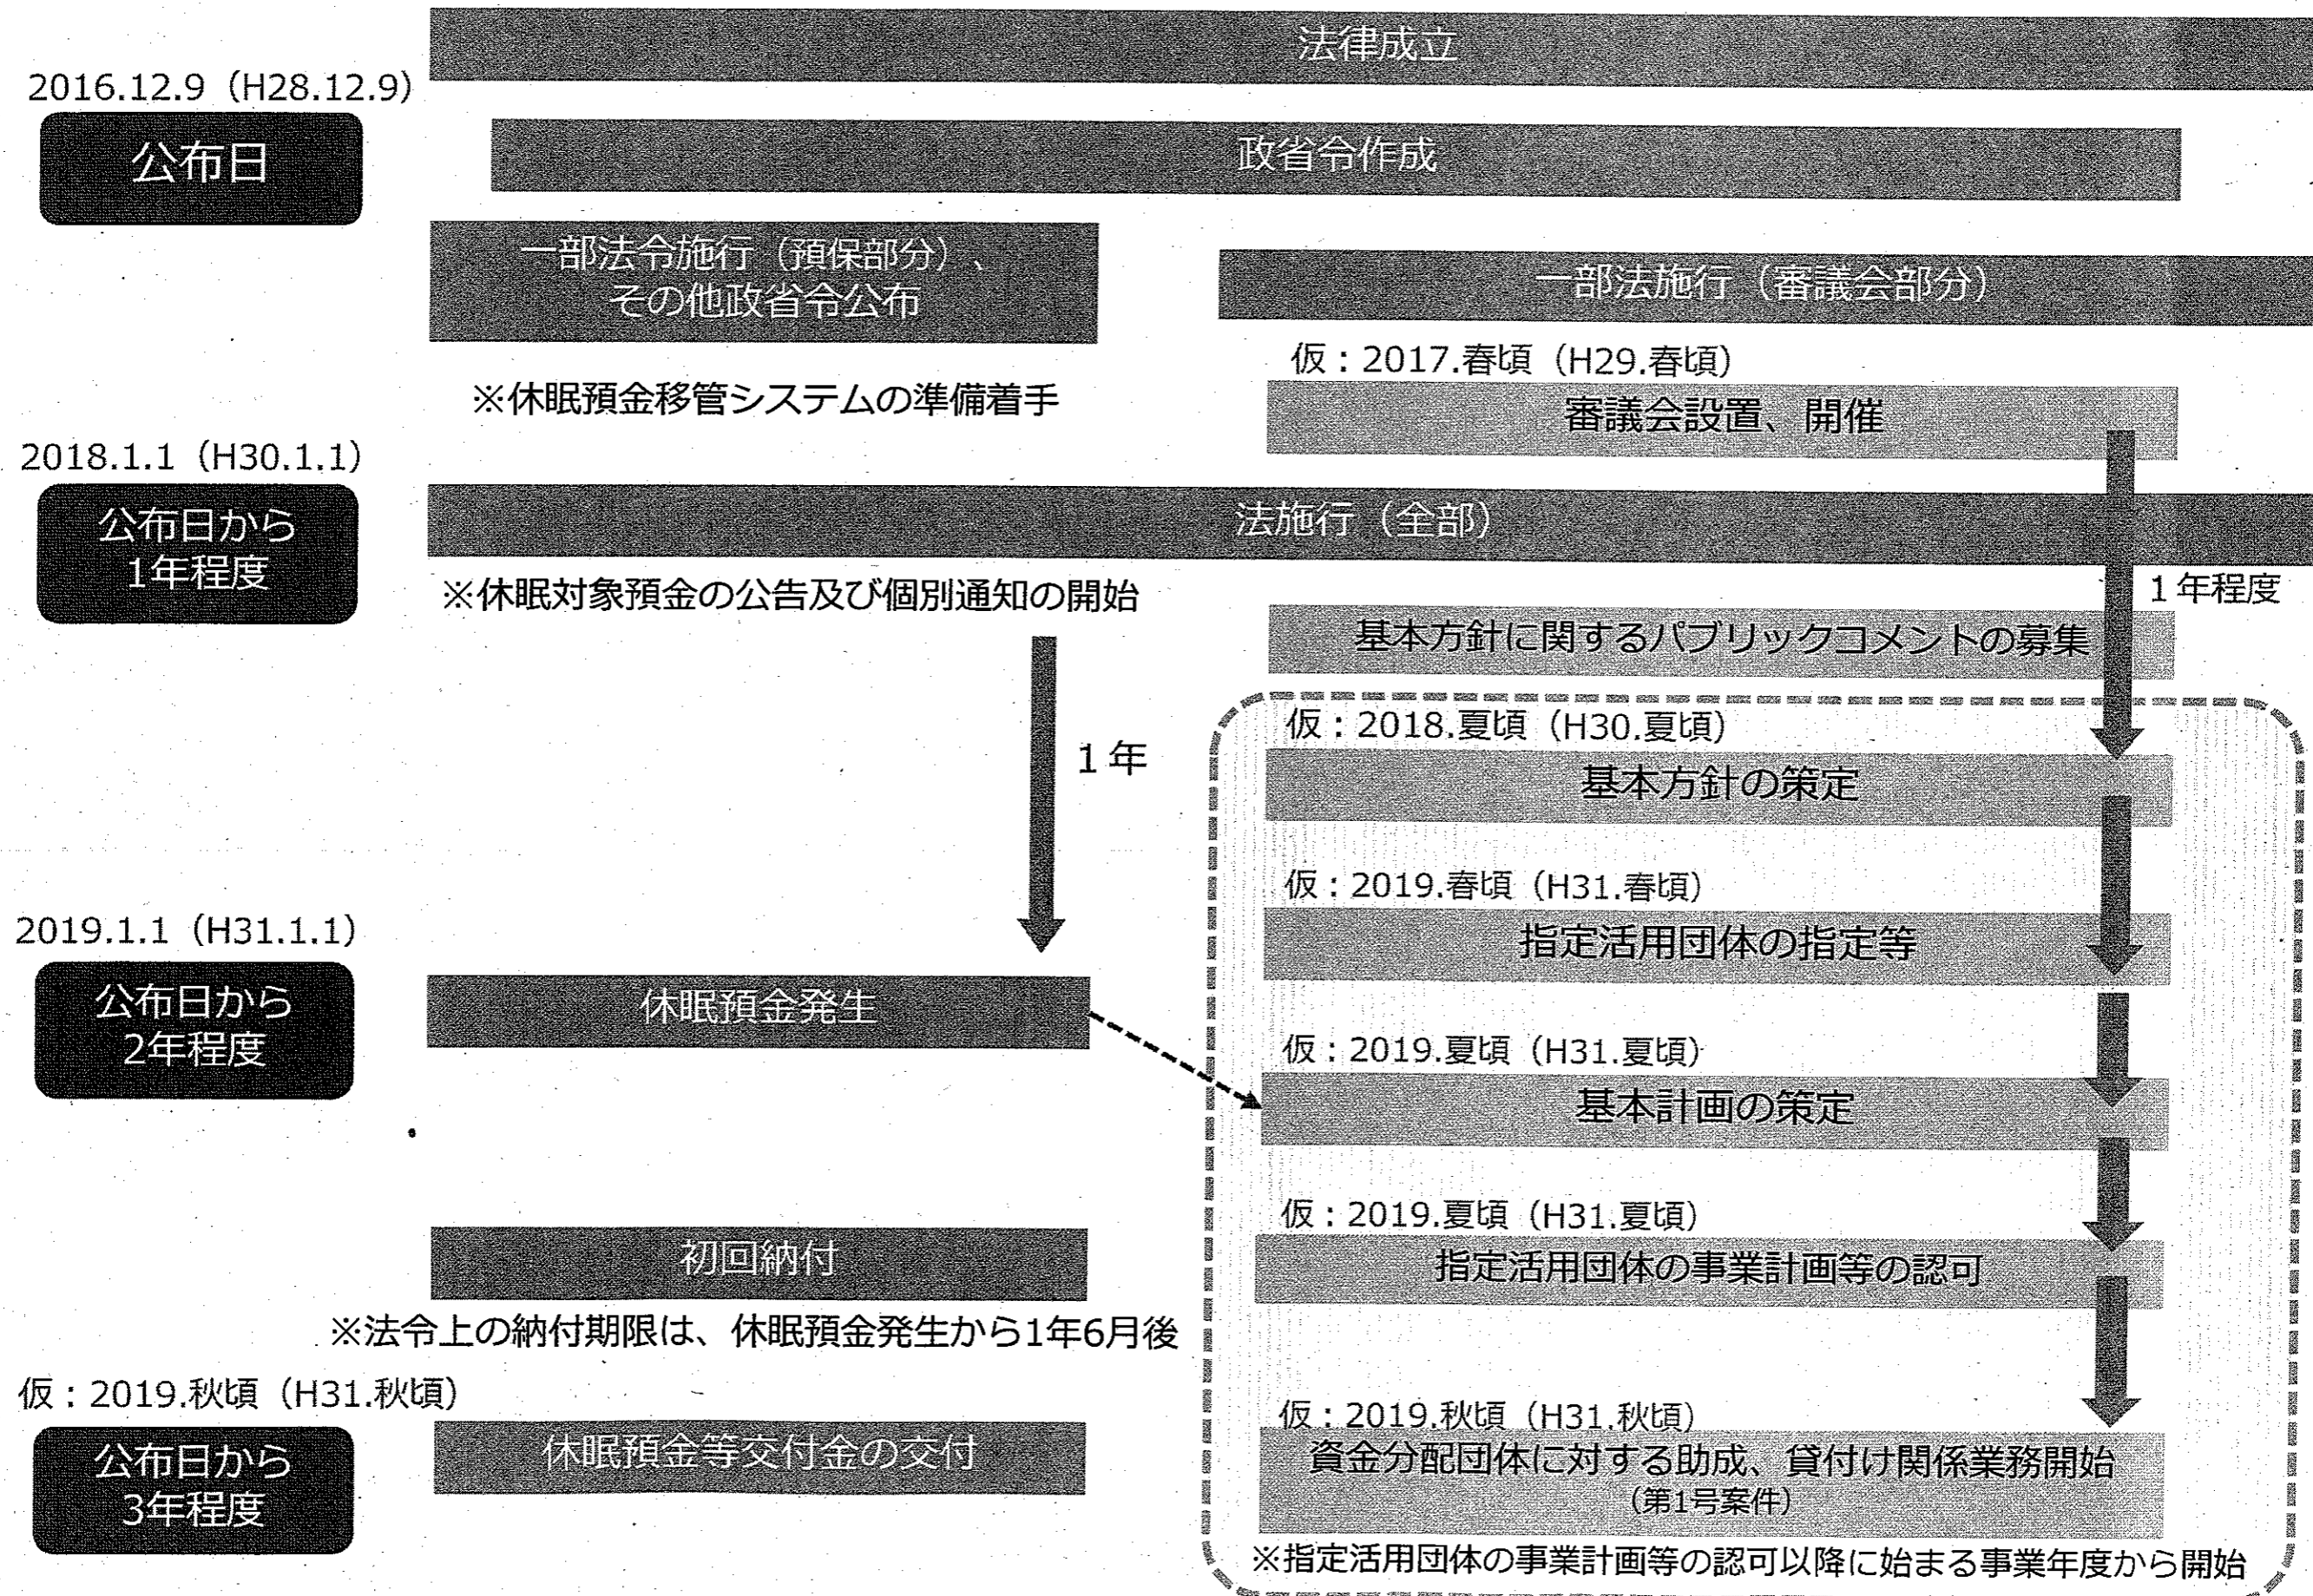 法律成立
2016.12.9（H28.12.9）
公布日
政省令作成
一部法令施行（預保部分）、
その他政省令公布
一部法施行（審議会部分）
仮：2017.春頃（H29.春頃）
※休眠預金移管システムの準備着手
審議会設置、開催
2018.1.1（H30.1.1）
公布日から
1年程度
法施行（全部）
※休眠対象預金の公告及び個別通知の開始
１年程度
基本方針に関するパブリックコメントの募集
仮：2018.夏頃（H30.夏頃）
１年
基本方針の策定
仮：2019.春頃（H31.春頃）
指定活用団体の指定等
2019.1.1（H31.1.1）
公布日から
2年程度
休眠預金発生
仮：2019.夏頃（H31.夏頃）
基本計画の策定
仮：2019.夏頃（H31.夏頃）
初回納付
指定活用団体の事業計画等の認可
※法令上の納付期限は、休眠預金発生から1年6月後
仮：2019.秋頃（H31.秋頃）
公布日から
3年程度
休眠預金等交付金の交付
仮：2019.秋頃（H31.秋頃）
資金分配団体に対する助成、貸付け関係業務開始
（第1号案件）
※指定活用団体の事業計画等の認可以降に始まる事業年度から開始